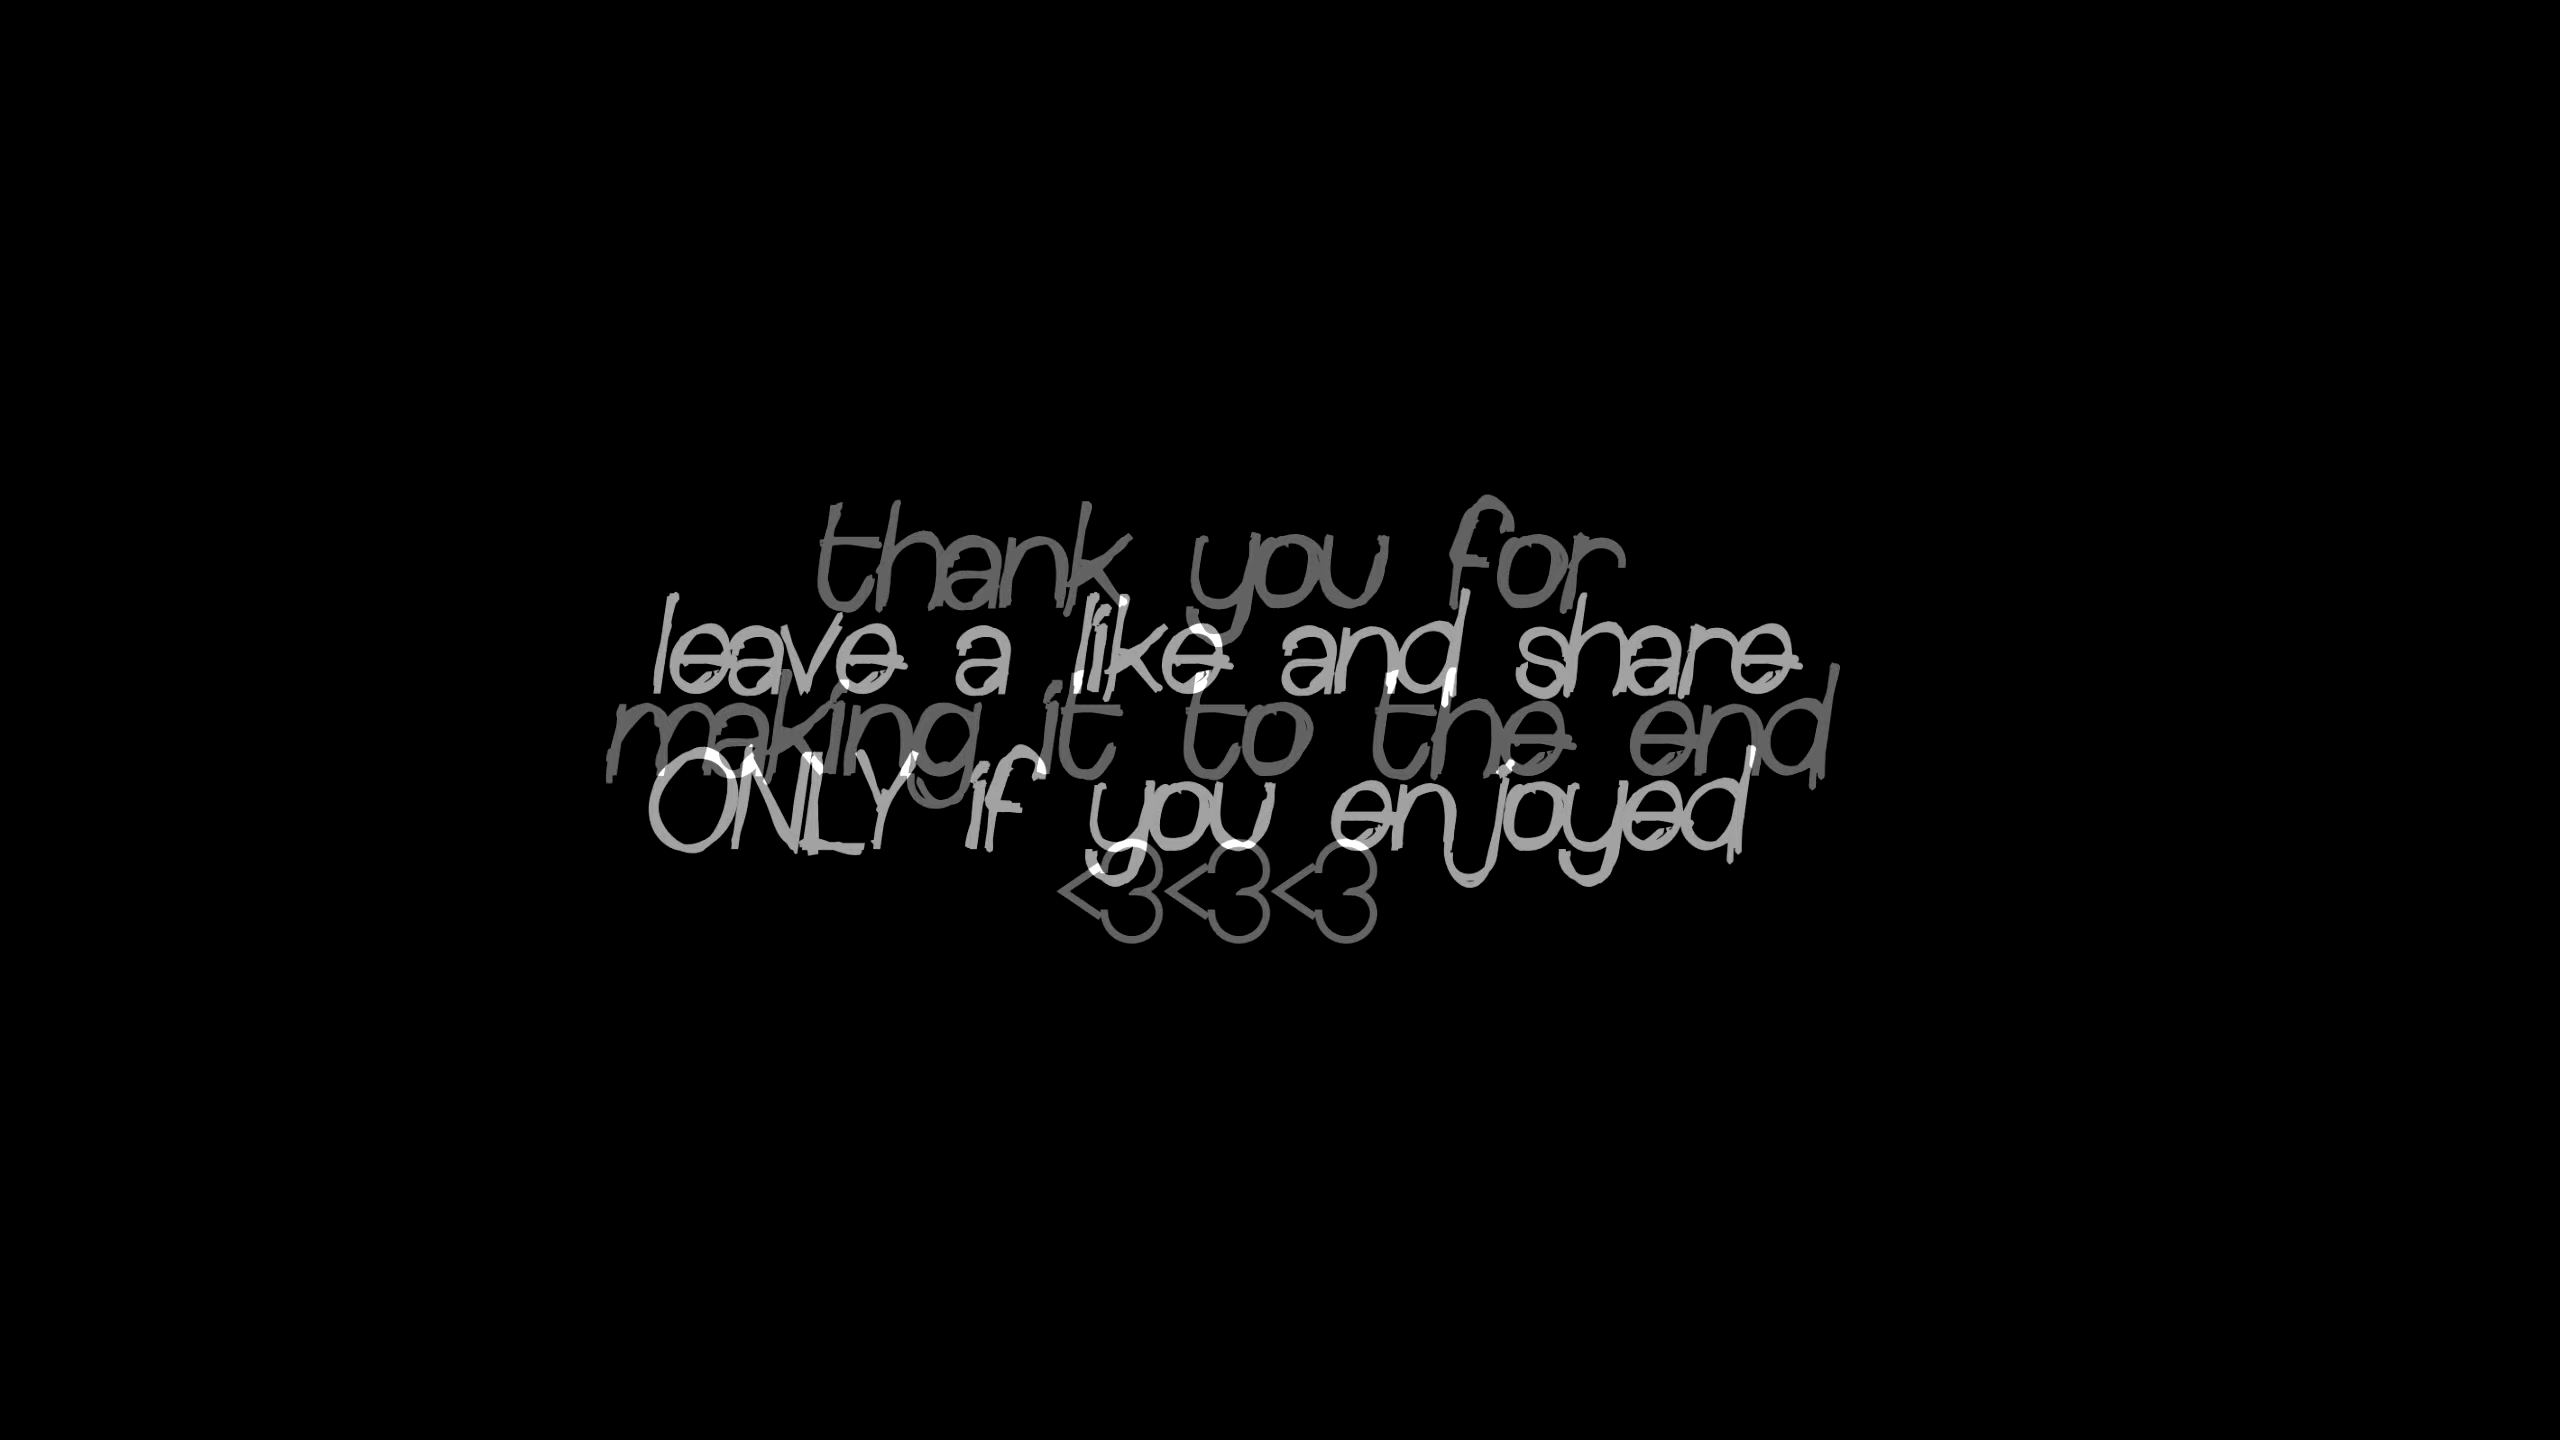 thank you for
leave a like and share
making it to the end
ONLY if you enjoyed
<3<3<3